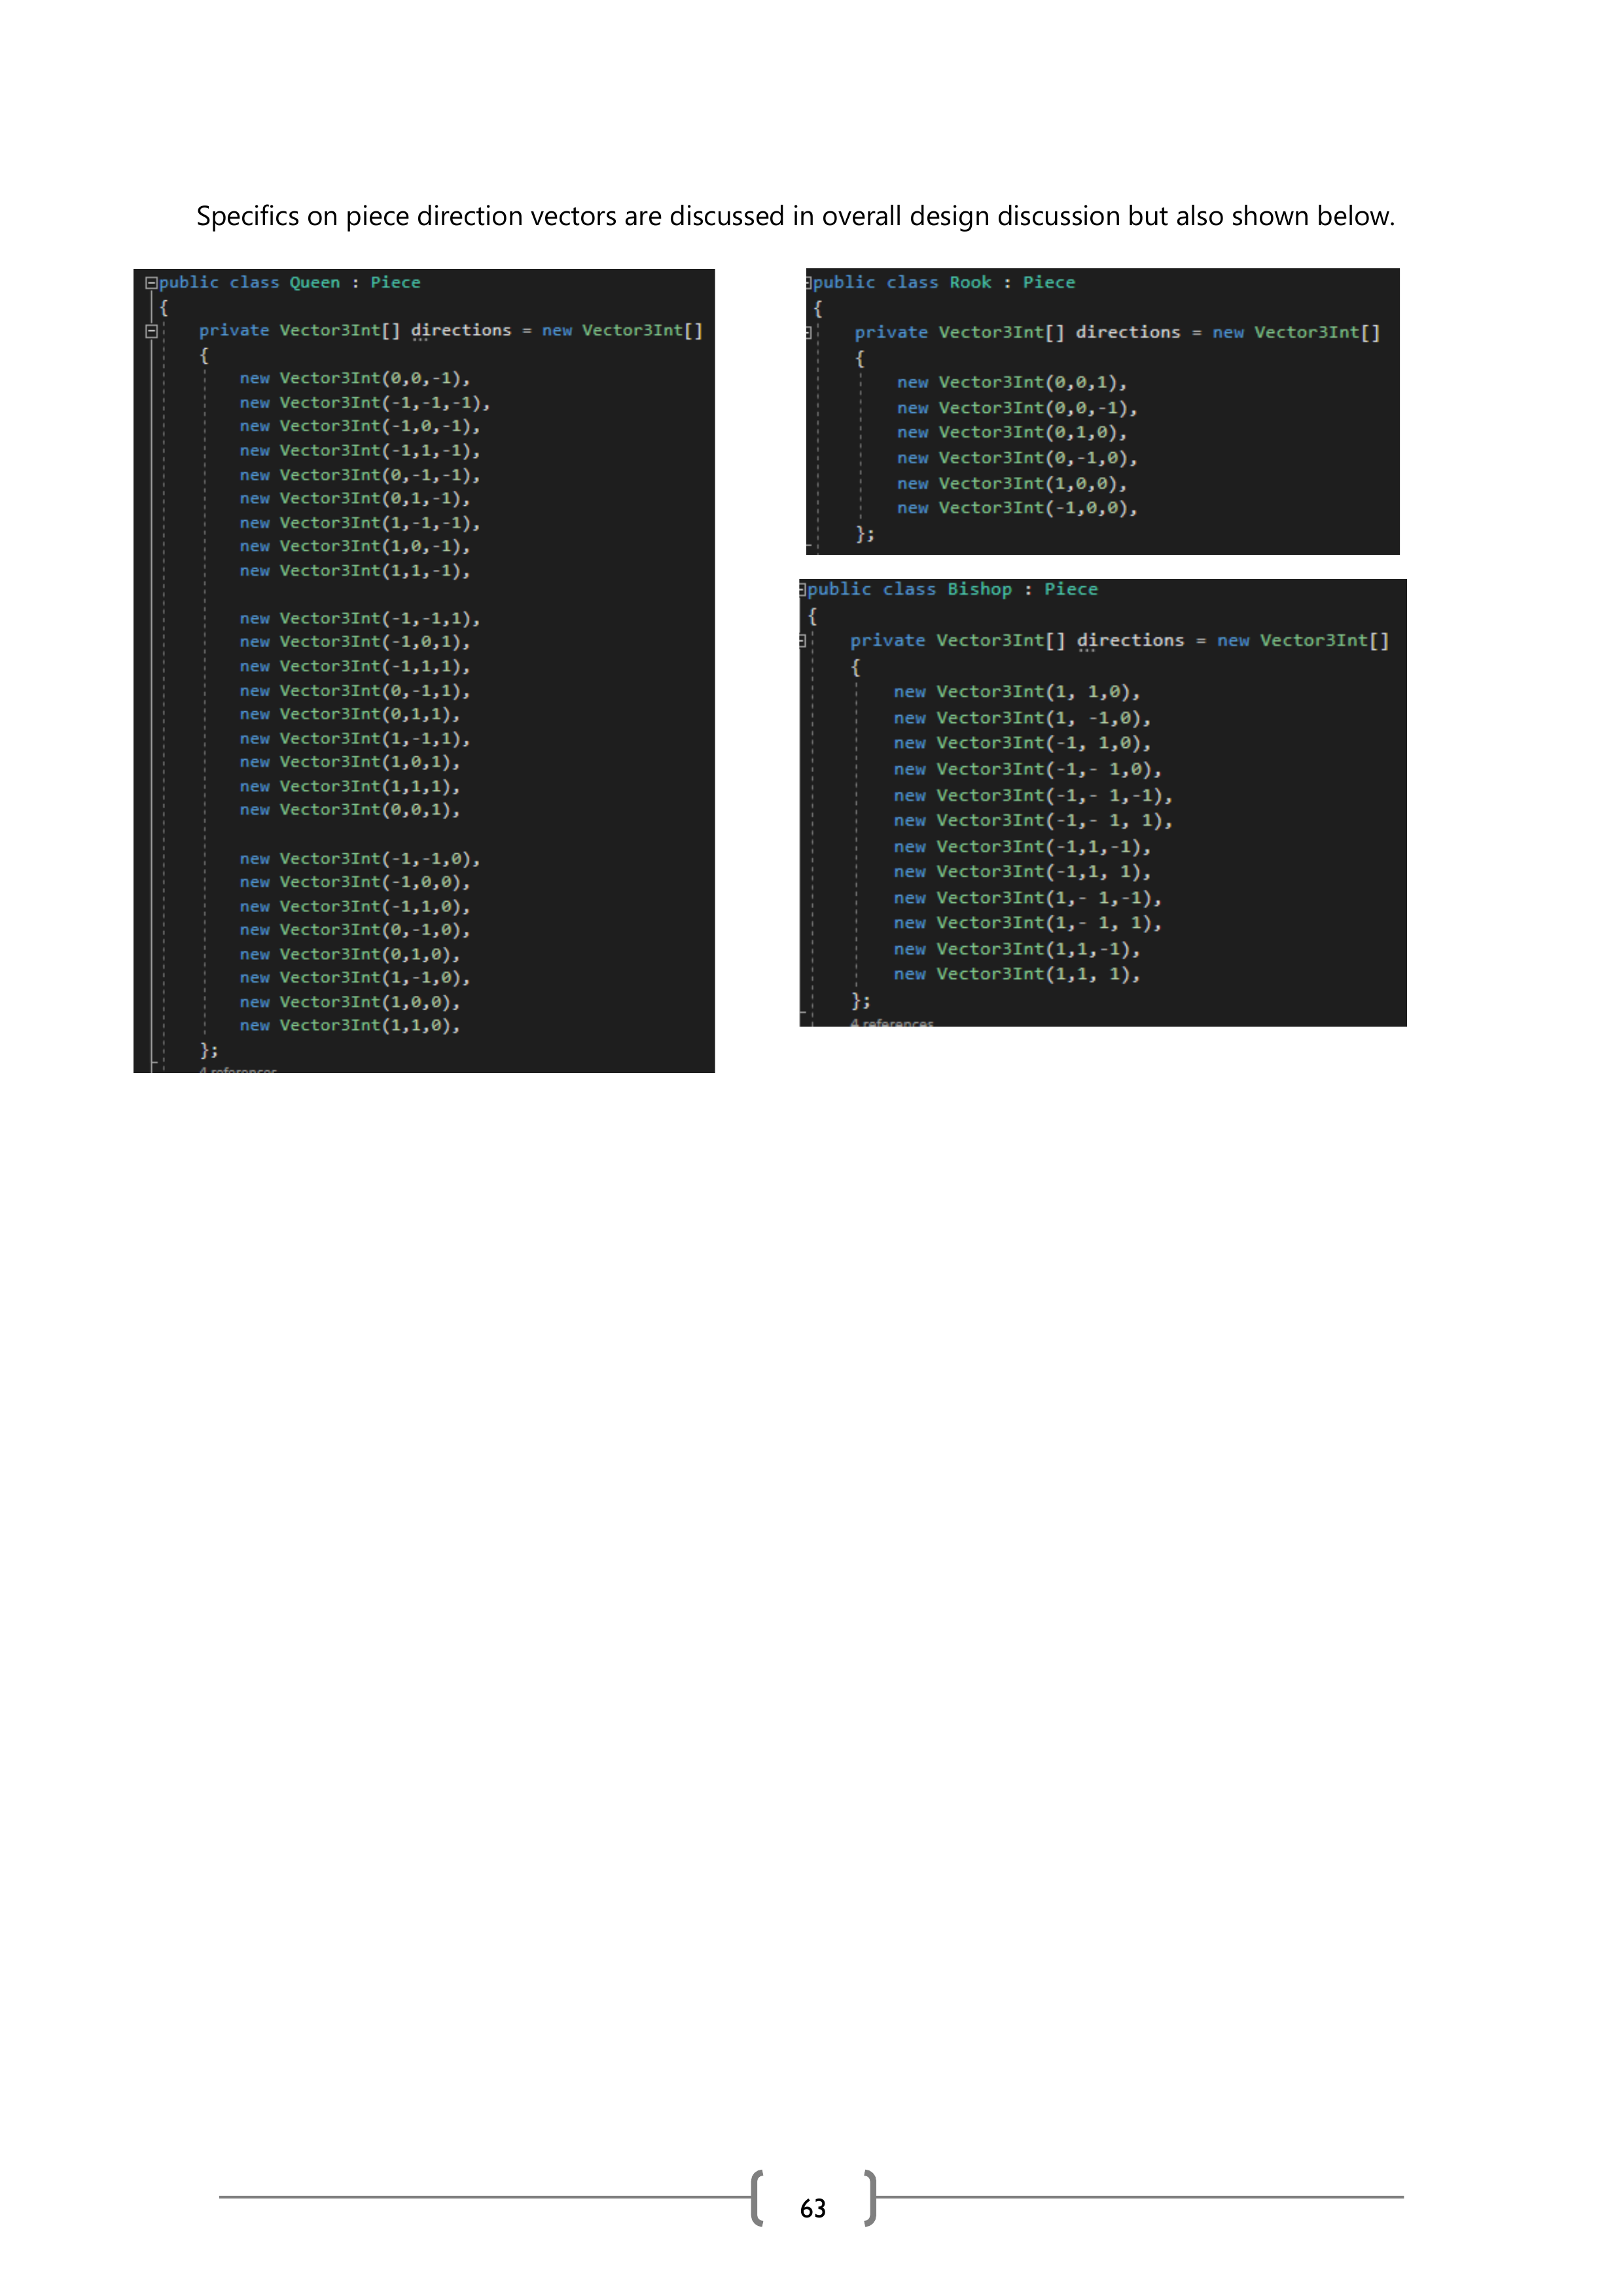 Specifics on piece direction vectors are discussed in overall design discussion but also shown below.
public class Queen : Piece
{
private Vector3Int[] directions = new Vector3Int[]
{
new Vector3Int(0,0,-1),
new Vector3Int(-1,-1,-1),
new Vector3Int(-1,0,-1),
new Vector3Int(-1,1,-1),
new Vector3Int(0,-1,-1),
new Vector3Int(0,1,-1),
new Vector3Int(1,-1,-1),
new Vector3Int(1,0,-1),
new Vector3Int(1,1,-1),
new Vector3Int(-1,-1,1),
new Vector3Int(-1,0,1),
new Vector3Int(-1,1,1),
new Vector3Int(0,-1,1),
new Vector3Int(0,1,1),
new Vector3Int(1,-1,1),
new Vector3Int(1,0,1),
new Vector3Int(1,1,1),
new Vector3Int(0,0,1),
new Vector3Int(-1,-1,0),
new Vector3Int(-1,0,0),
new Vector3Int(-1,1,0),
new Vector3Int(0,-1,0),
new Vector3Int(0,1,0),
new Vector3Int(1,-1,0),
new Vector3Int(1,0,0),
new Vector3Int(1,1,0),
};
4 references
public class Rook : Piece
{
private Vector3Int[] directions = new Vector3Int[]
{
new Vector3Int(0,0,1),
new Vector3Int(0,0,-1),
new Vector3Int(0,1,0),
new Vector3Int(0,-1,0),
new Vector3Int(1,0,0),
new Vector3Int(-1,0,0),
};
public class Bishop : Piece
{
private Vector3Int[] directions = new Vector3Int[]
{
new Vector3Int(1, 1,0),
new Vector3Int(1, -1,0),
new Vector3Int(-1, 1,0),
new Vector3Int(-1,- 1,0),
new Vector3Int(-1,- 1,-1),
new Vector3Int(-1,- 1, 1),
new Vector3Int(-1,1,-1),
new Vector3Int(-1,1, 1),
new Vector3Int(1,- 1,-1),
new Vector3Int(1,- 1, 1),
new Vector3Int(1,1,-1),
new Vector3Int(1,1, 1),
};
4 references
63